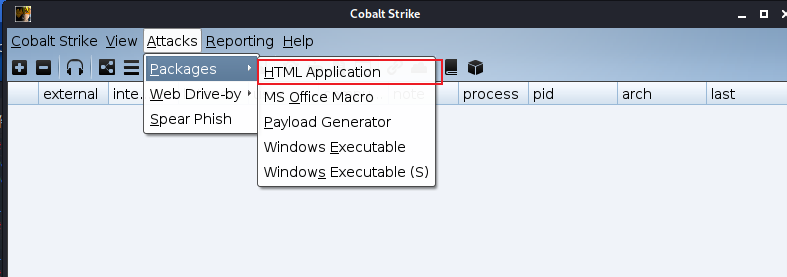 Cobalt Strike
Cobalt Strike View Attacks Reporting Help
Packages
HTML Application
Web Drive-by
MS Office Macro
Spear Phish
Payload Generator
Windows Executable
Windows Executable (S)
external inte... note process pid arch last